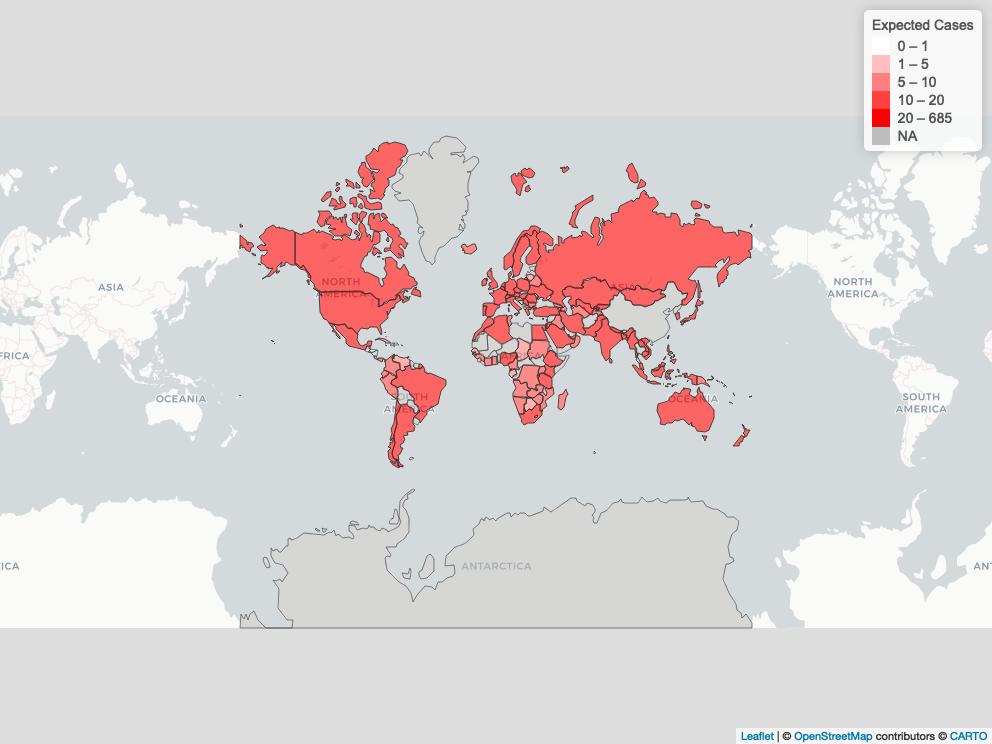 Expected Cases
0 – 1
1 – 5
5 – 10
10 – 20
20 – 685
NA
ASIA
NORTH
AMERICA
ASIA
NORTH
AMERICA
FRICA
AFRICA
OCEANIA
SOUTH
AMERICA
OCEANIA
SOUTH
AMERICA
ICA
ANTARCTICA
ANT
Leaflet | © OpenStreetMap contributors © CARTO